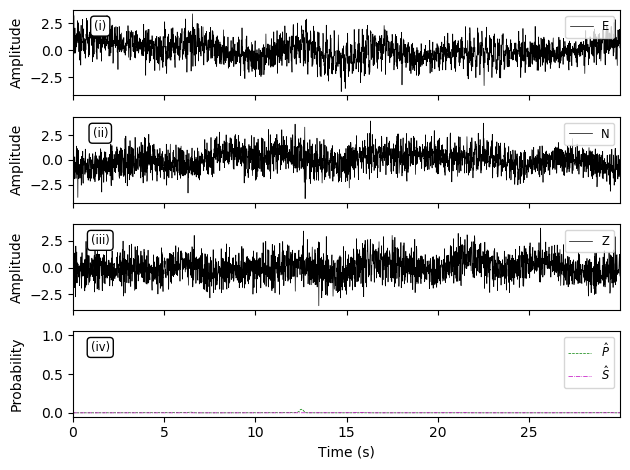 (i)
E
2.5
0.0
−2.5
Amplitude
(ii)
N
2.5
0.0
−2.5
Amplitude
(iii)
Z
2.5
0.0
−2.5
Amplitude
(iv)
P̂
Ŝ
1.0
0.5
0.0
Probability
0 5 10 15 20 25
Time (s)